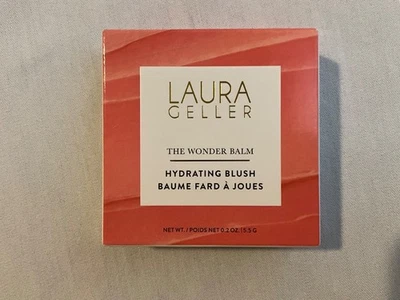 LAURA
GELLER
THE WONDER BALM
HYDRATING BLUSH
BAUME FARD À JOUES
NET WT. / POIDS NET 0.2 OZ. / 5.5 G